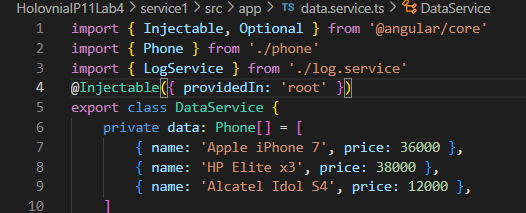 HolovniaIP11Lab4 > service1 > src > app > TS data.service.ts > DataService
1 import { Injectable, Optional } from '@angular/core'
2 import { Phone } from './phone'
3 import { LogService } from './log.service'
4 @Injectable({ providedIn: 'root' })
5 export class DataService {
6 private data: Phone[] = [
7 { name: 'Apple iPhone 7', price: 36000 },
8 { name: 'HP Elite x3', price: 38000 },
9 { name: 'Alcatel Idol S4', price: 12000 },
10 ]